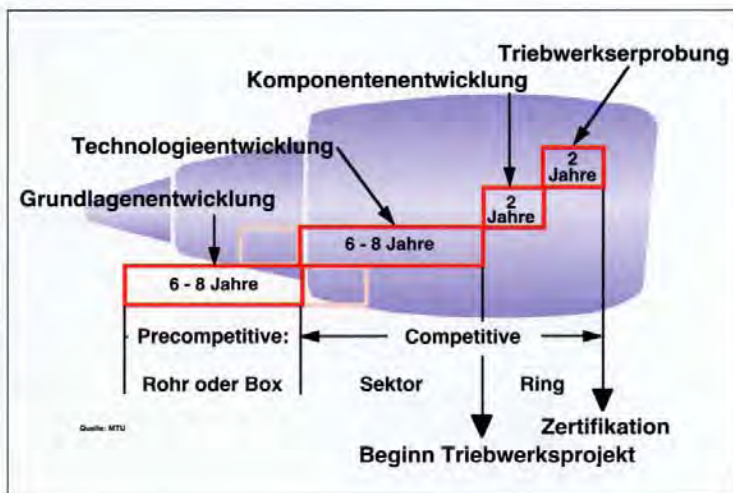 Triebwerkserprobung
Komponentenentwicklung
Technologieentwicklung
Grundlagenentwicklung
2
Jahre
2
Jahre
6 - 8 Jahre
6 - 8 Jahre
Precompetitive:
Competitive
Rohr oder Box
Sektor
Ring
Quelle: MTU
Zertifikation
Beginn Triebwerksprojekt